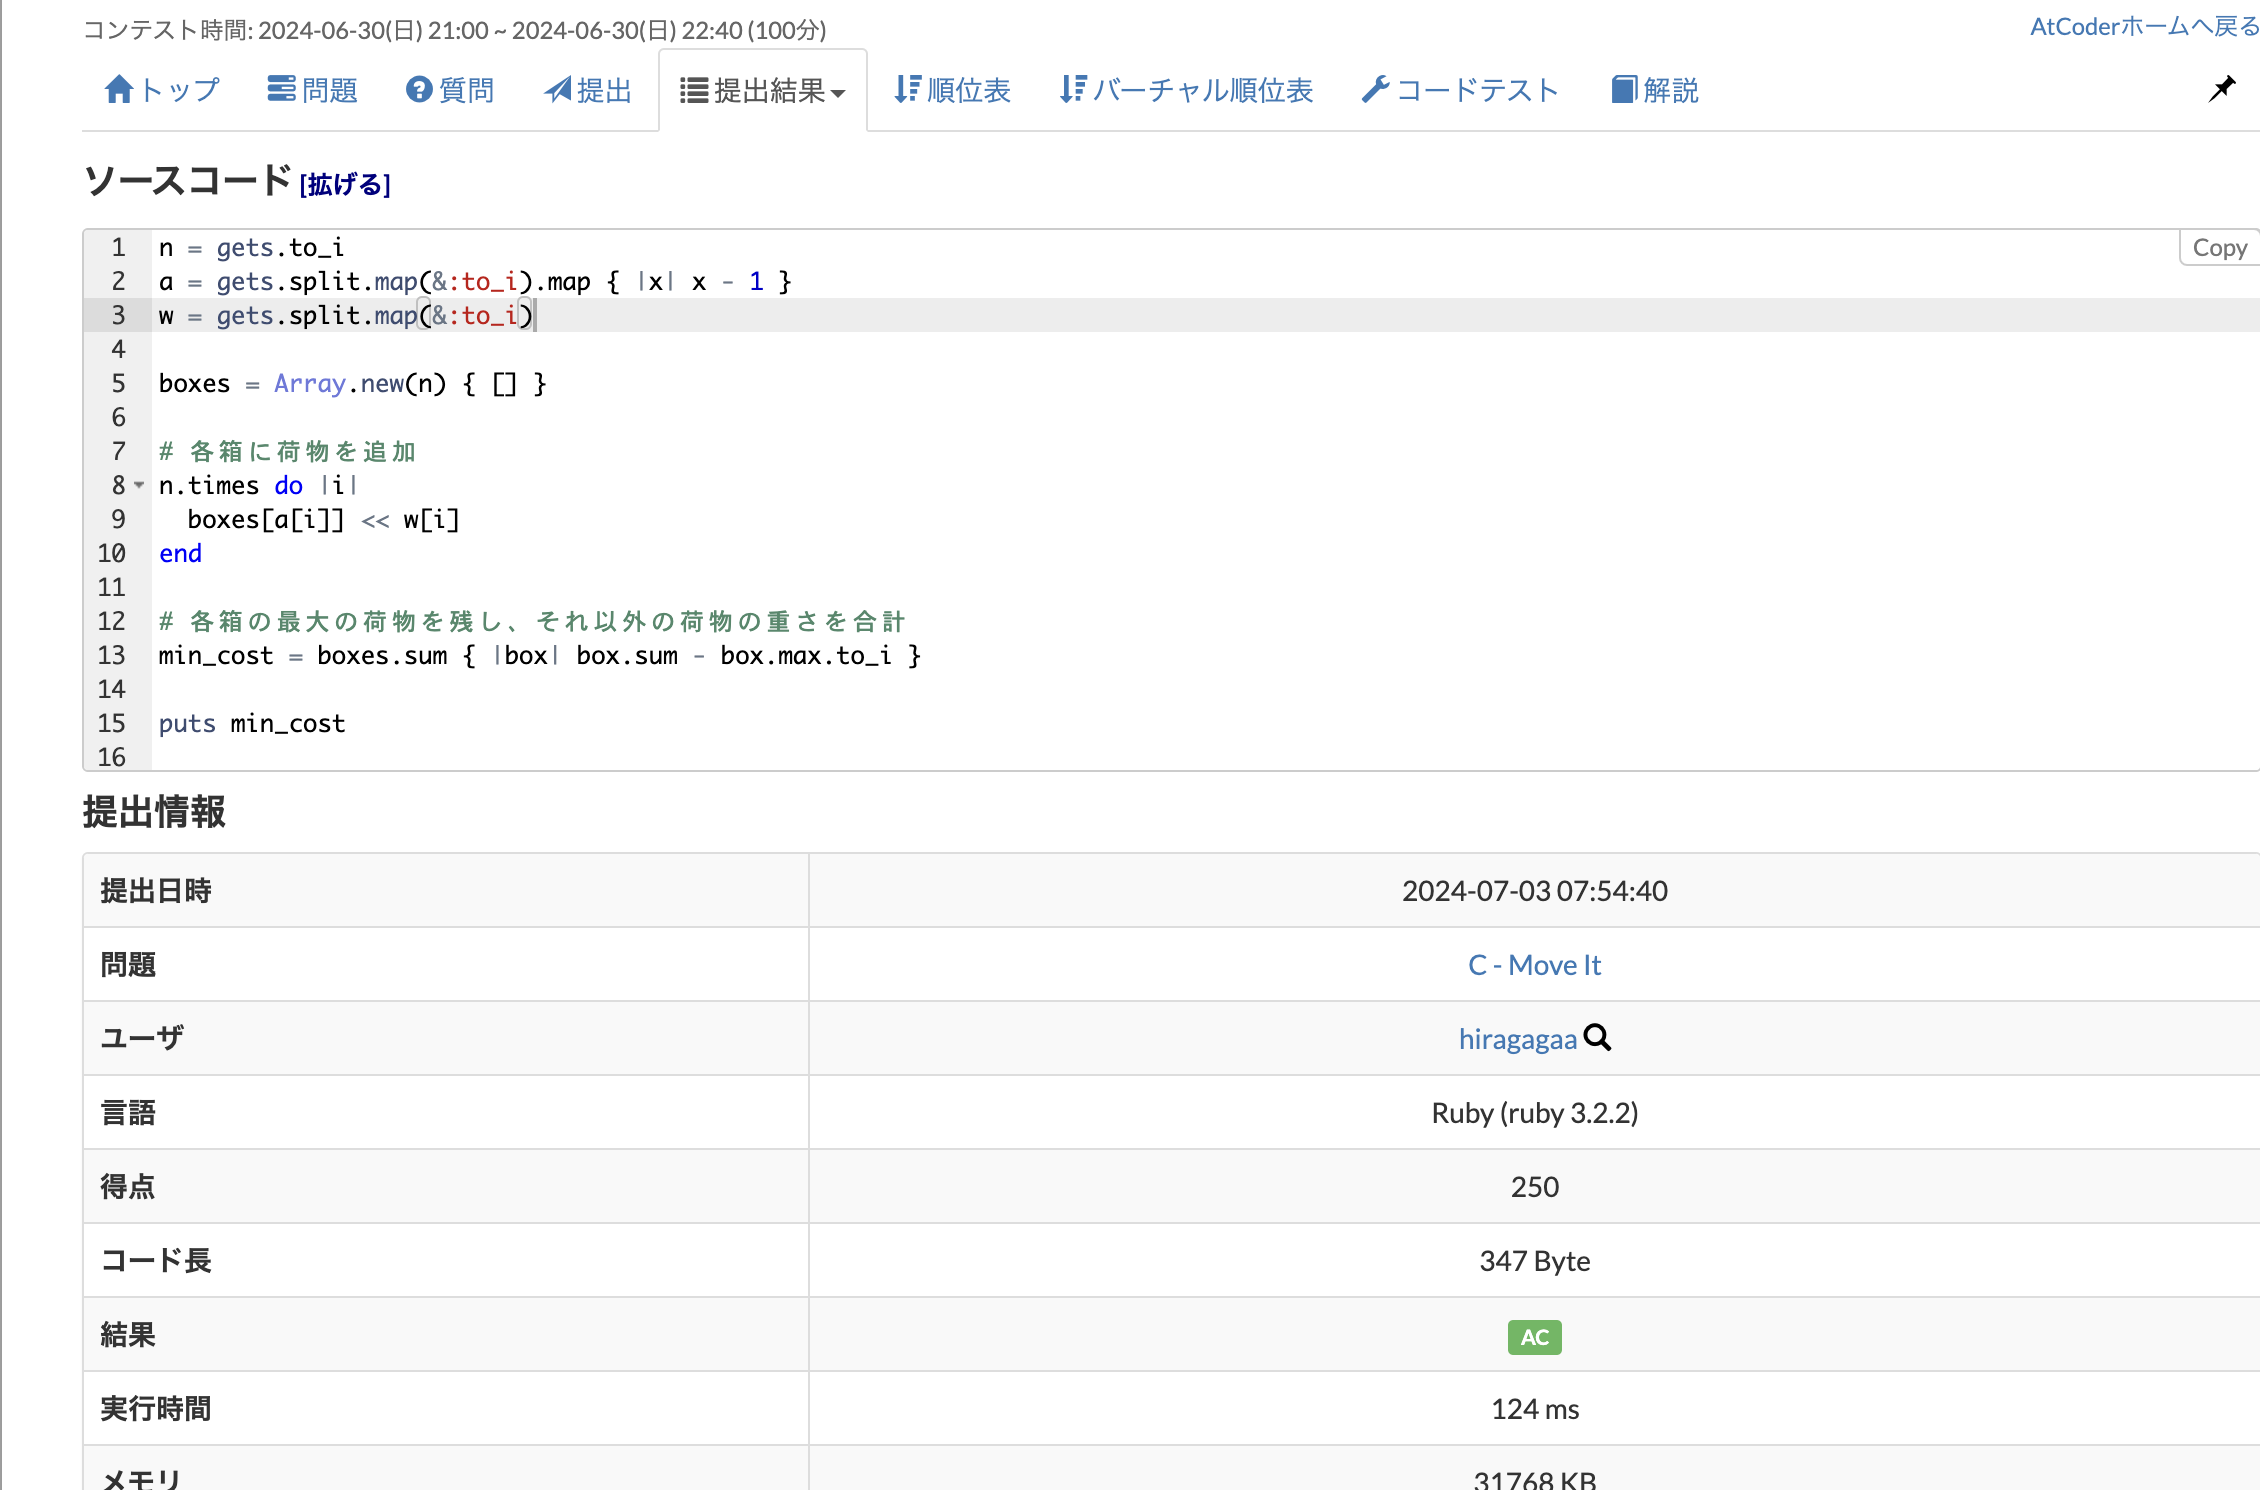 コンテスト時間: 2024-06-30(日) 21:00 ~ 2024-06-30(日) 22:40 (100分)
AtCoderホームへ戻る
トップ 問題 質問 提出 提出結果 順位表 バーチャル順位表 コードテスト 解説
ソースコード [拡げる]
Copy
1 n = gets.to_i
2 a = gets.split.map(&:to_i).map { |x| x - 1 }
3 w = gets.split.map(&:to_i)
4
5 boxes = Array.new(n) { [] }
6
7 # 各箱に荷物を追加
8 n.times do |i|
9 boxes[a[i]] << w[i]
10 end
11
12 # 各箱の最大の荷物を残し、それ以外の荷物の重さを合計
13 min_cost = boxes.sum { |box| box.sum - box.max.to_i }
14
15 puts min_cost
16
提出情報
提出日時 2024-07-03 07:54:40
問題 C - Move It
ユーザ hiragagaa
言語 Ruby (ruby 3.2.2)
得点 250
コード長 347 Byte
結果 AC
実行時間 124 ms
メモリ 31768 KB